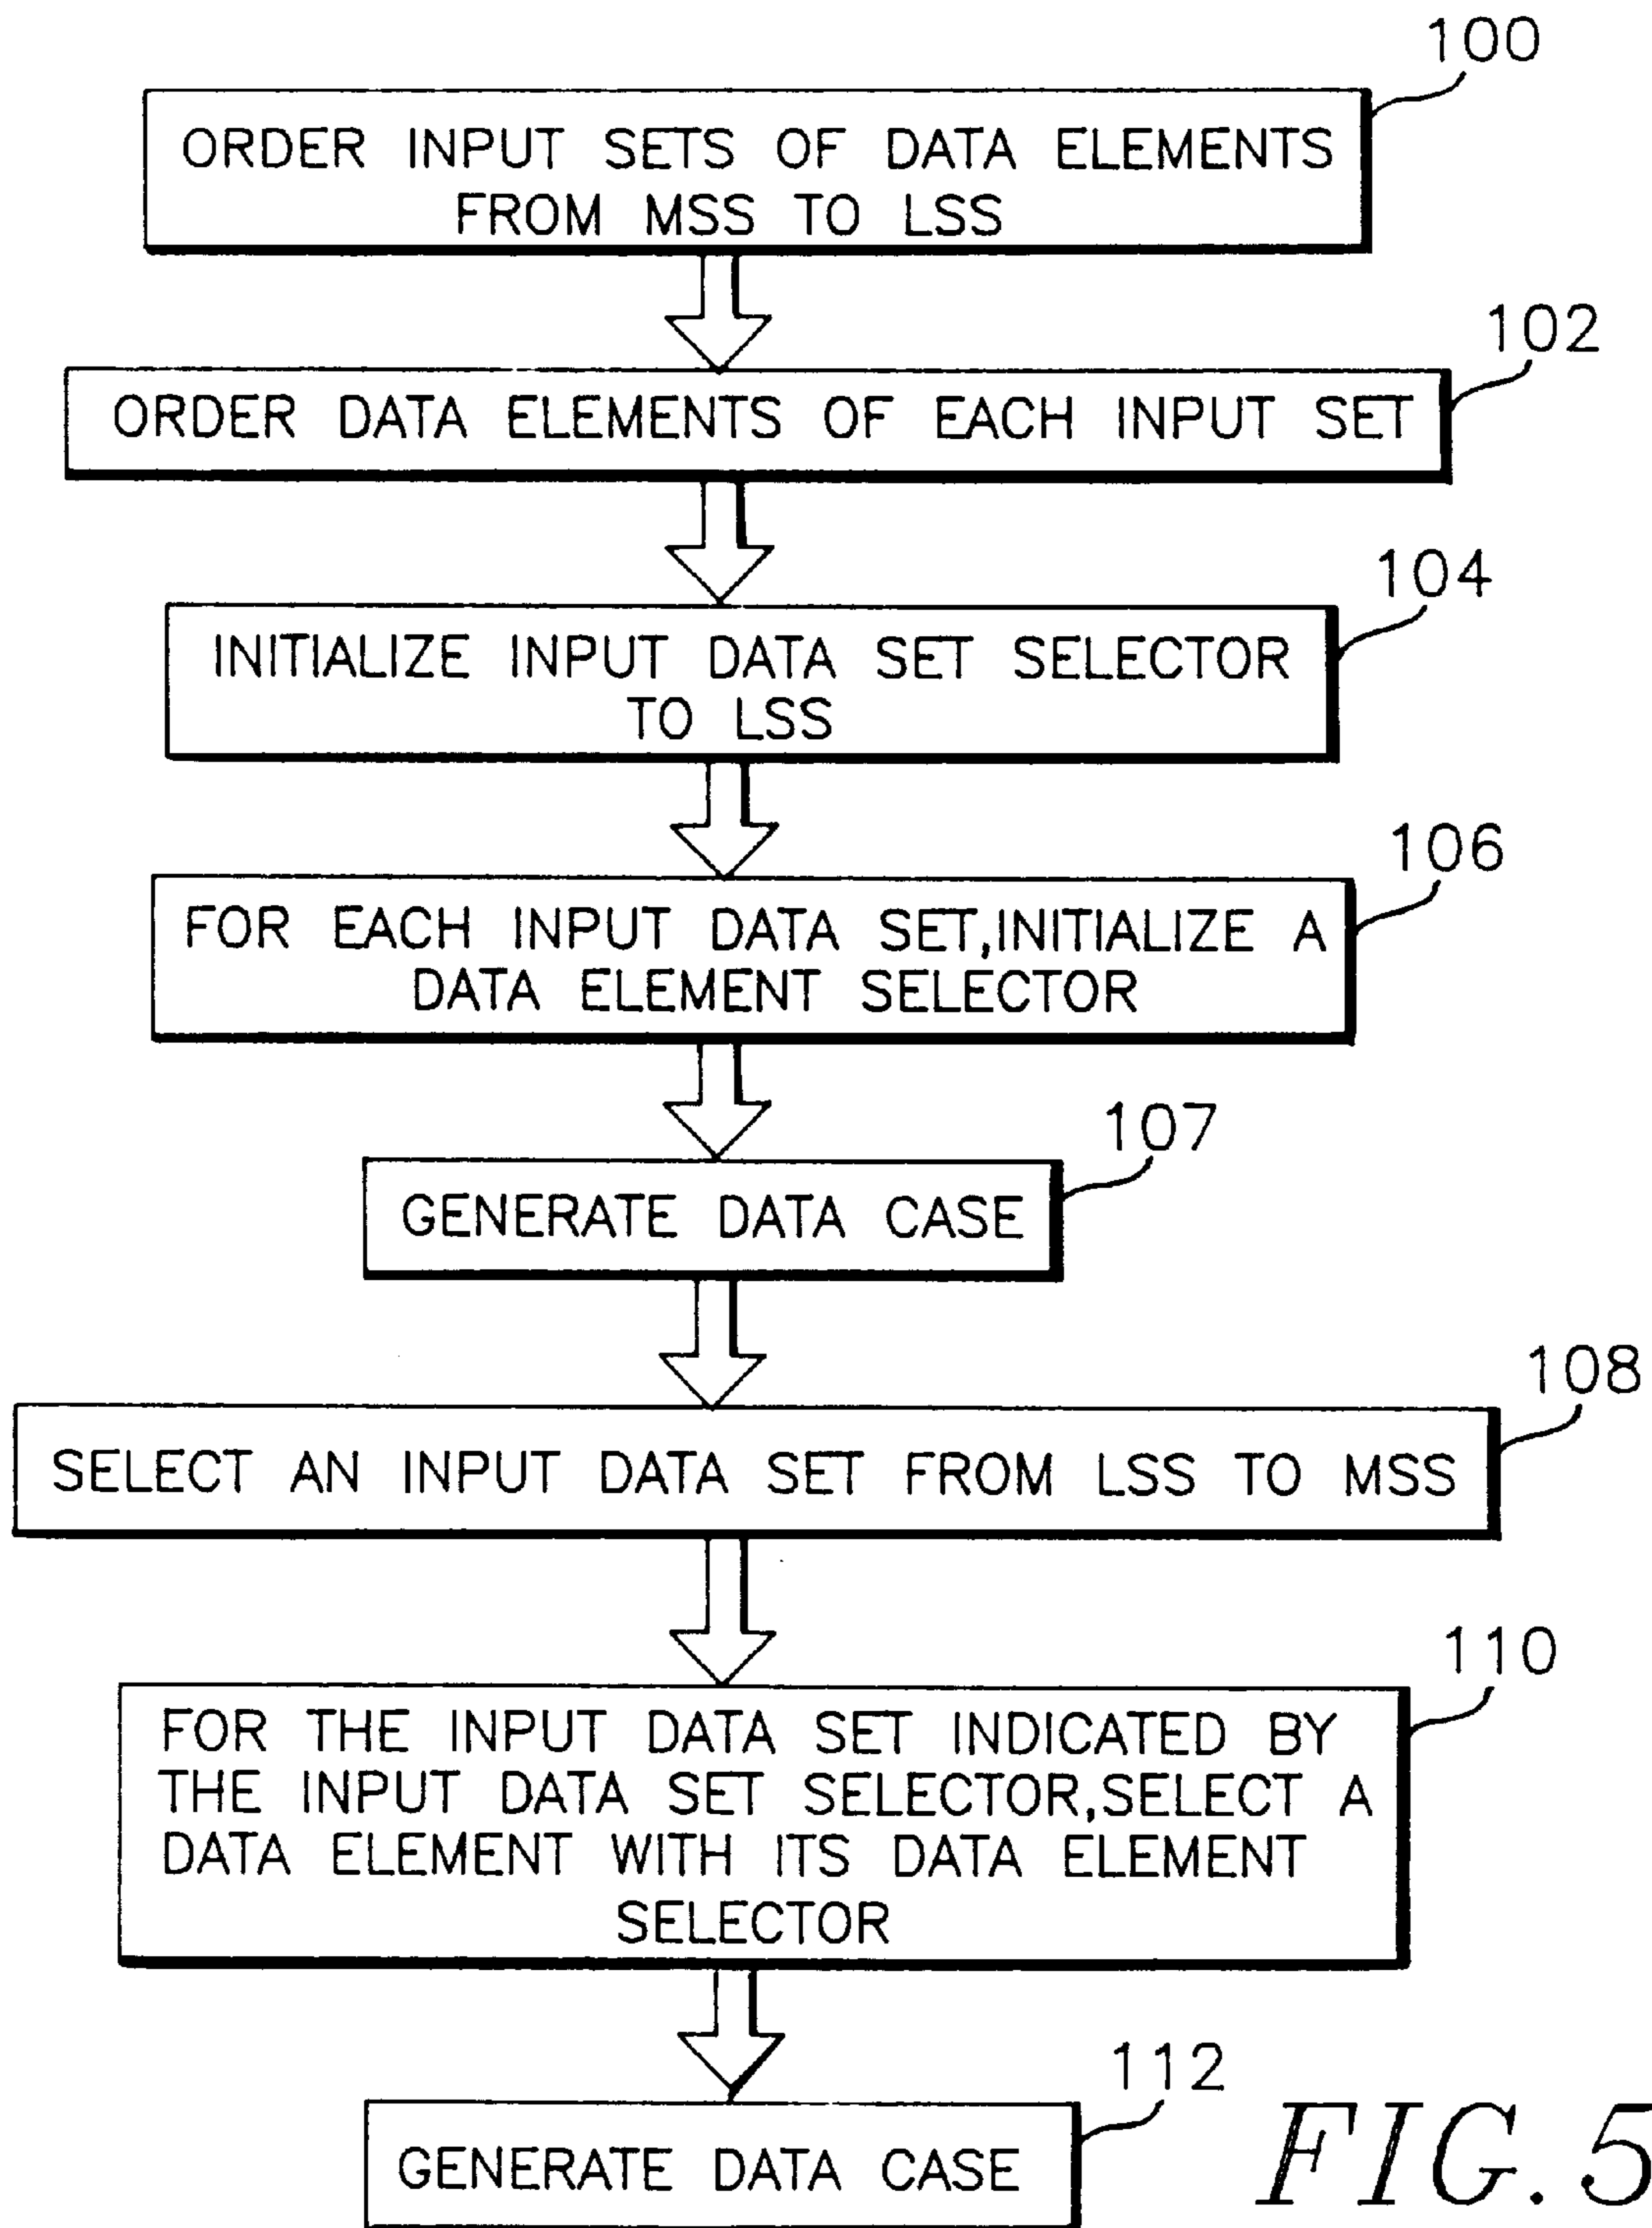 100
ORDER INPUT SETS OF DATA ELEMENTS
FROM MSS TO LSS
102
ORDER DATA ELEMENTS OF EACH INPUT SET
104
INITIALIZE INPUT DATA SET SELECTOR
TO LSS
106
FOR EACH INPUT DATA SET,INITIALIZE A
DATA ELEMENT SELECTOR
107
GENERATE DATA CASE
108
SELECT AN INPUT DATA SET FROM LSS TO MSS
110
FOR THE INPUT DATA SET INDICATED BY
THE INPUT DATA SET SELECTOR,SELECT A
DATA ELEMENT WITH ITS DATA ELEMENT
SELECTOR
112
GENERATE DATA CASE
FIG. 5